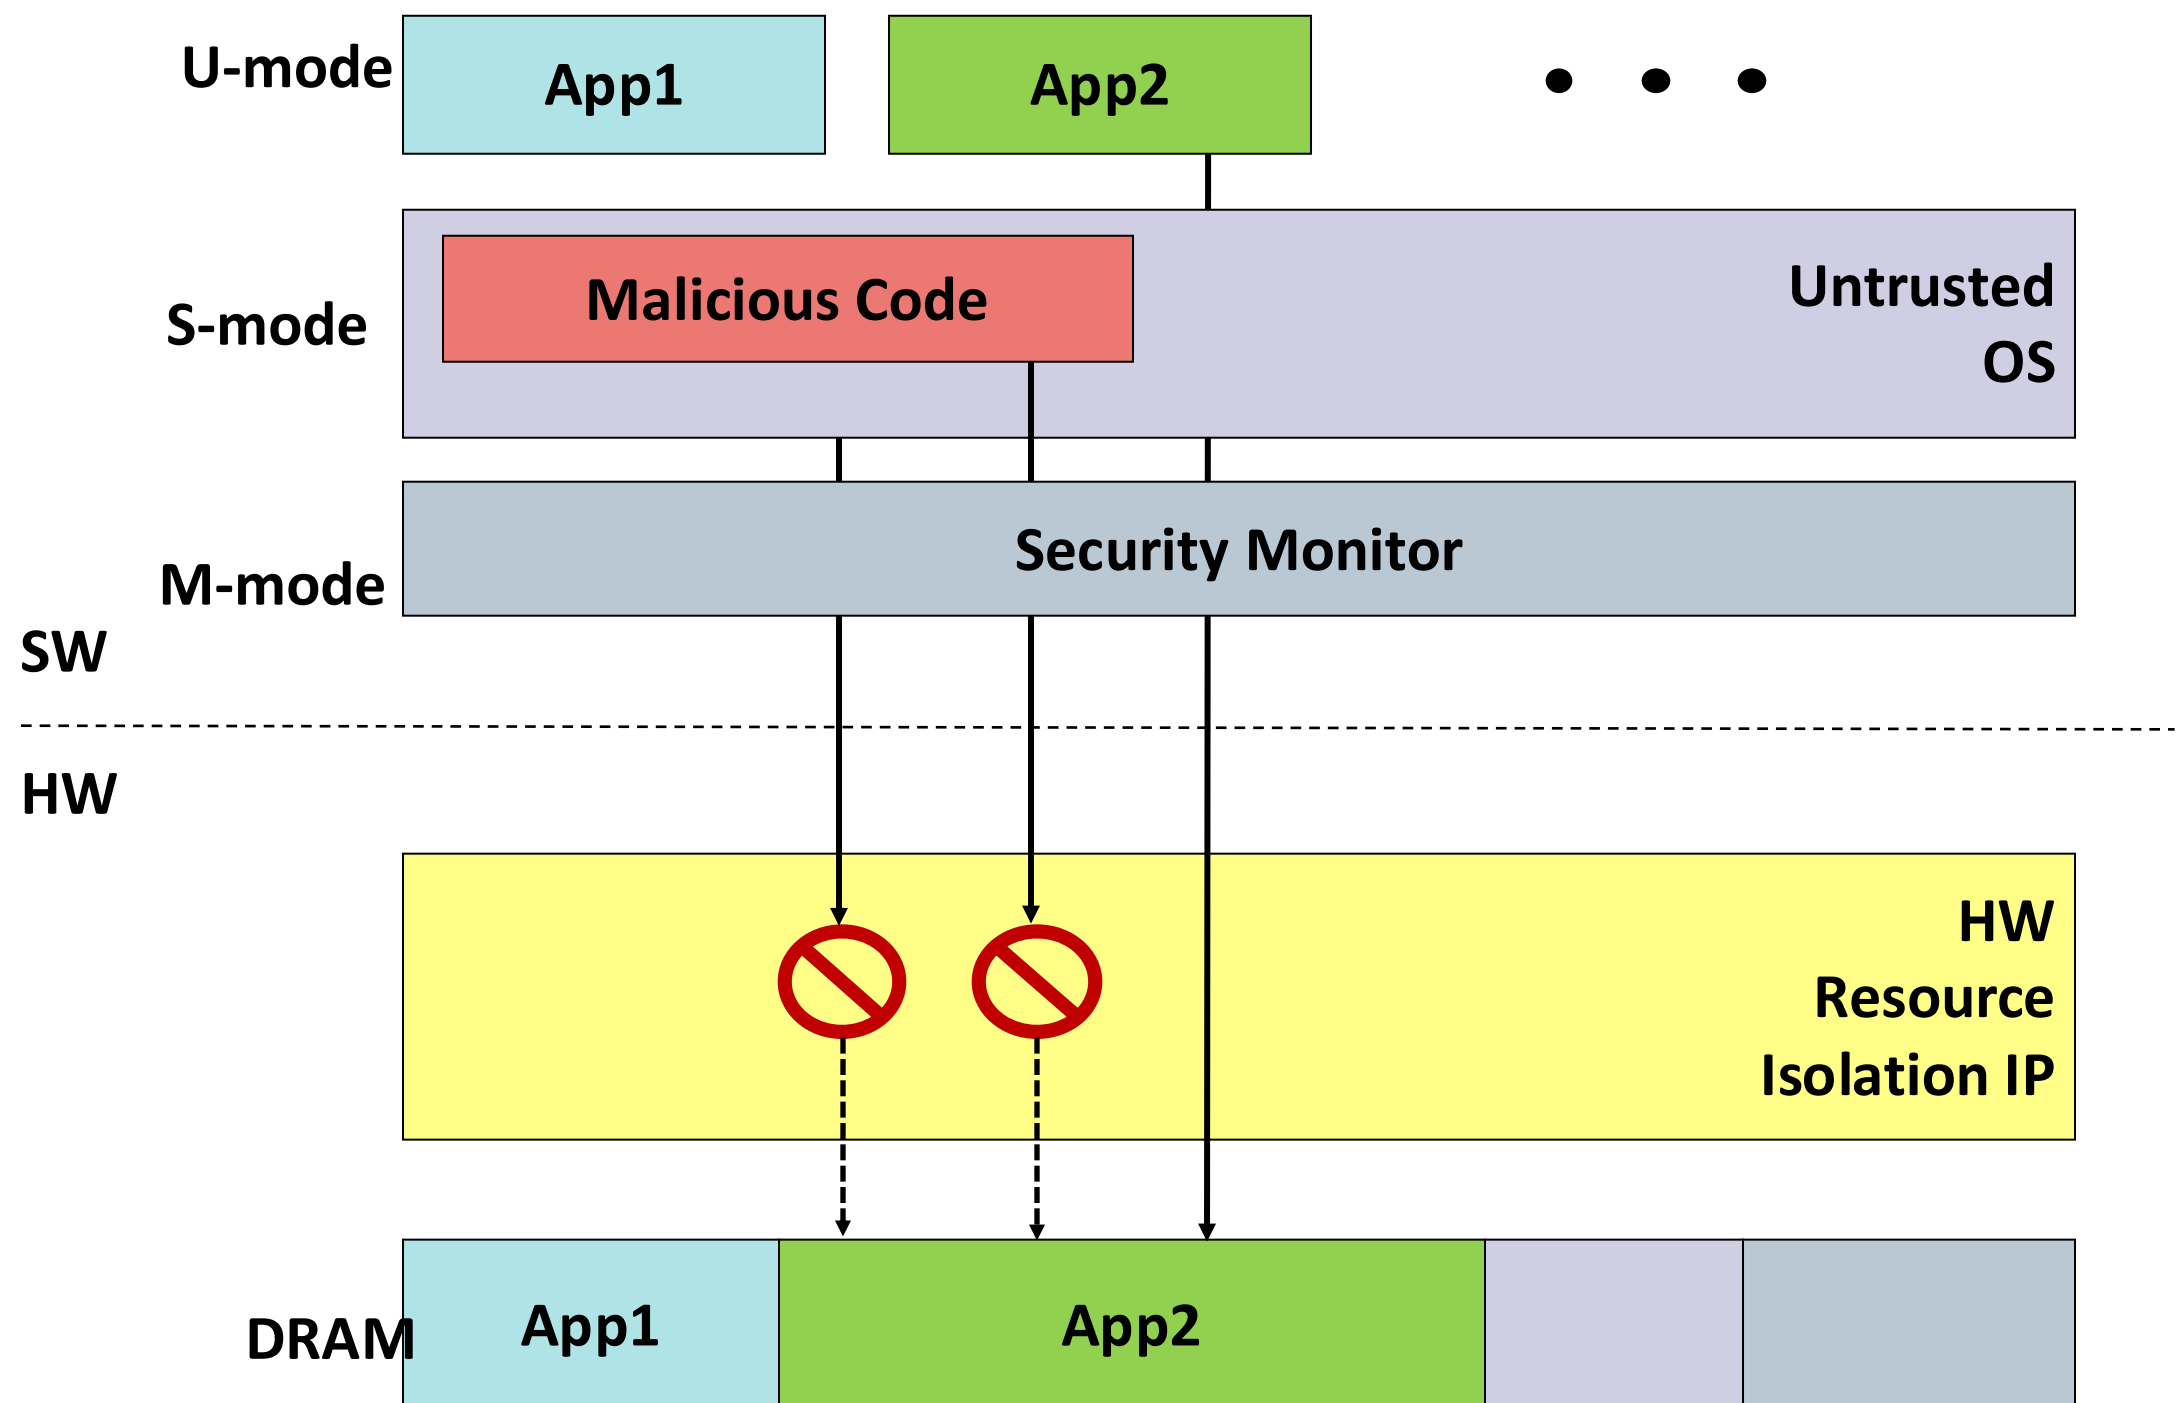 U-mode
App1
App2
S-mode
Malicious Code
Untrusted
OS
M-mode
Security Monitor
SW
HW
HW
Resource
Isolation IP
DRAM
App1
App2